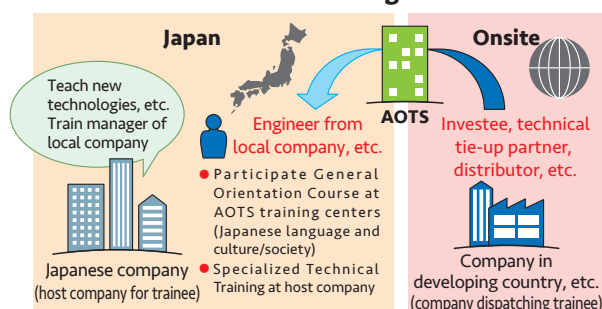 Japan
Onsite
Teach new
technologies, etc.
Train manager of
local company
AOTS
Engineer from
local company, etc.
Investee, technical
tie-up partner,
distributor, etc.
● Participate General
Orientation Course at
AOTS training centers
(Japanese language and
culture/society)
● Specialized Technical
Training at host company
Japanese company
(host company for trainee)
Company in
developing country, etc.
(company dispatching trainee)